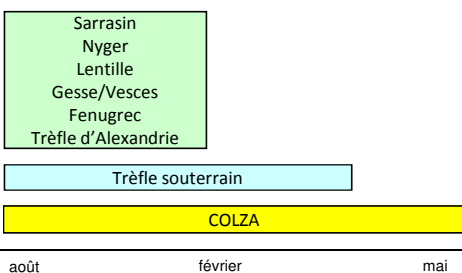 Sarrasin
Nyger
Lentille
Gesse/Vesces
Fenugrec
Trèfle d'Alexandrie
Trèfle souterrain
COLZA
août février mai